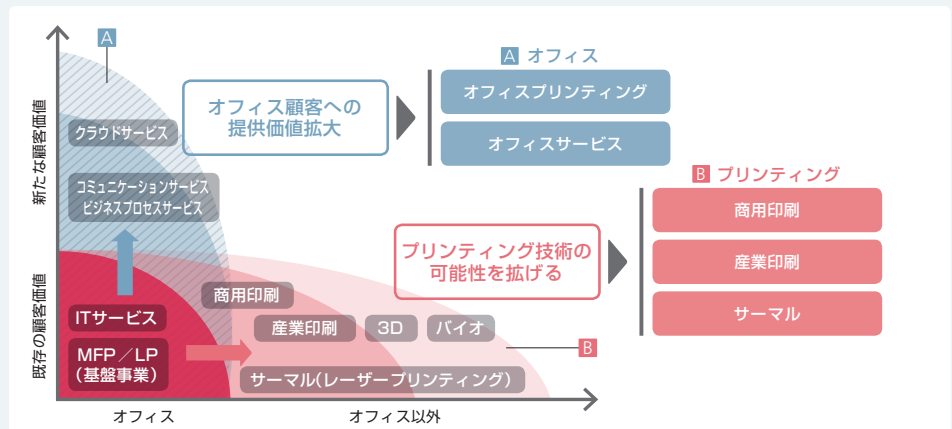 A
新たな顧客価値
既存の顧客価値
クラウドサービス
コミュニケーションサービス
ビジネスプロセスサービス
ITサービス
MFP／LP
（基盤事業）
商用印刷
産業印刷
3D
バイオ
サーマル（レーザープリンティング）
B
オフィス
オフィス以外
オフィス顧客への
提供価値拡大
A オフィス
オフィスプリンティング
オフィスサービス
プリンティング技術の
可能性を拡げる
B プリンティング
商用印刷
産業印刷
サーマル